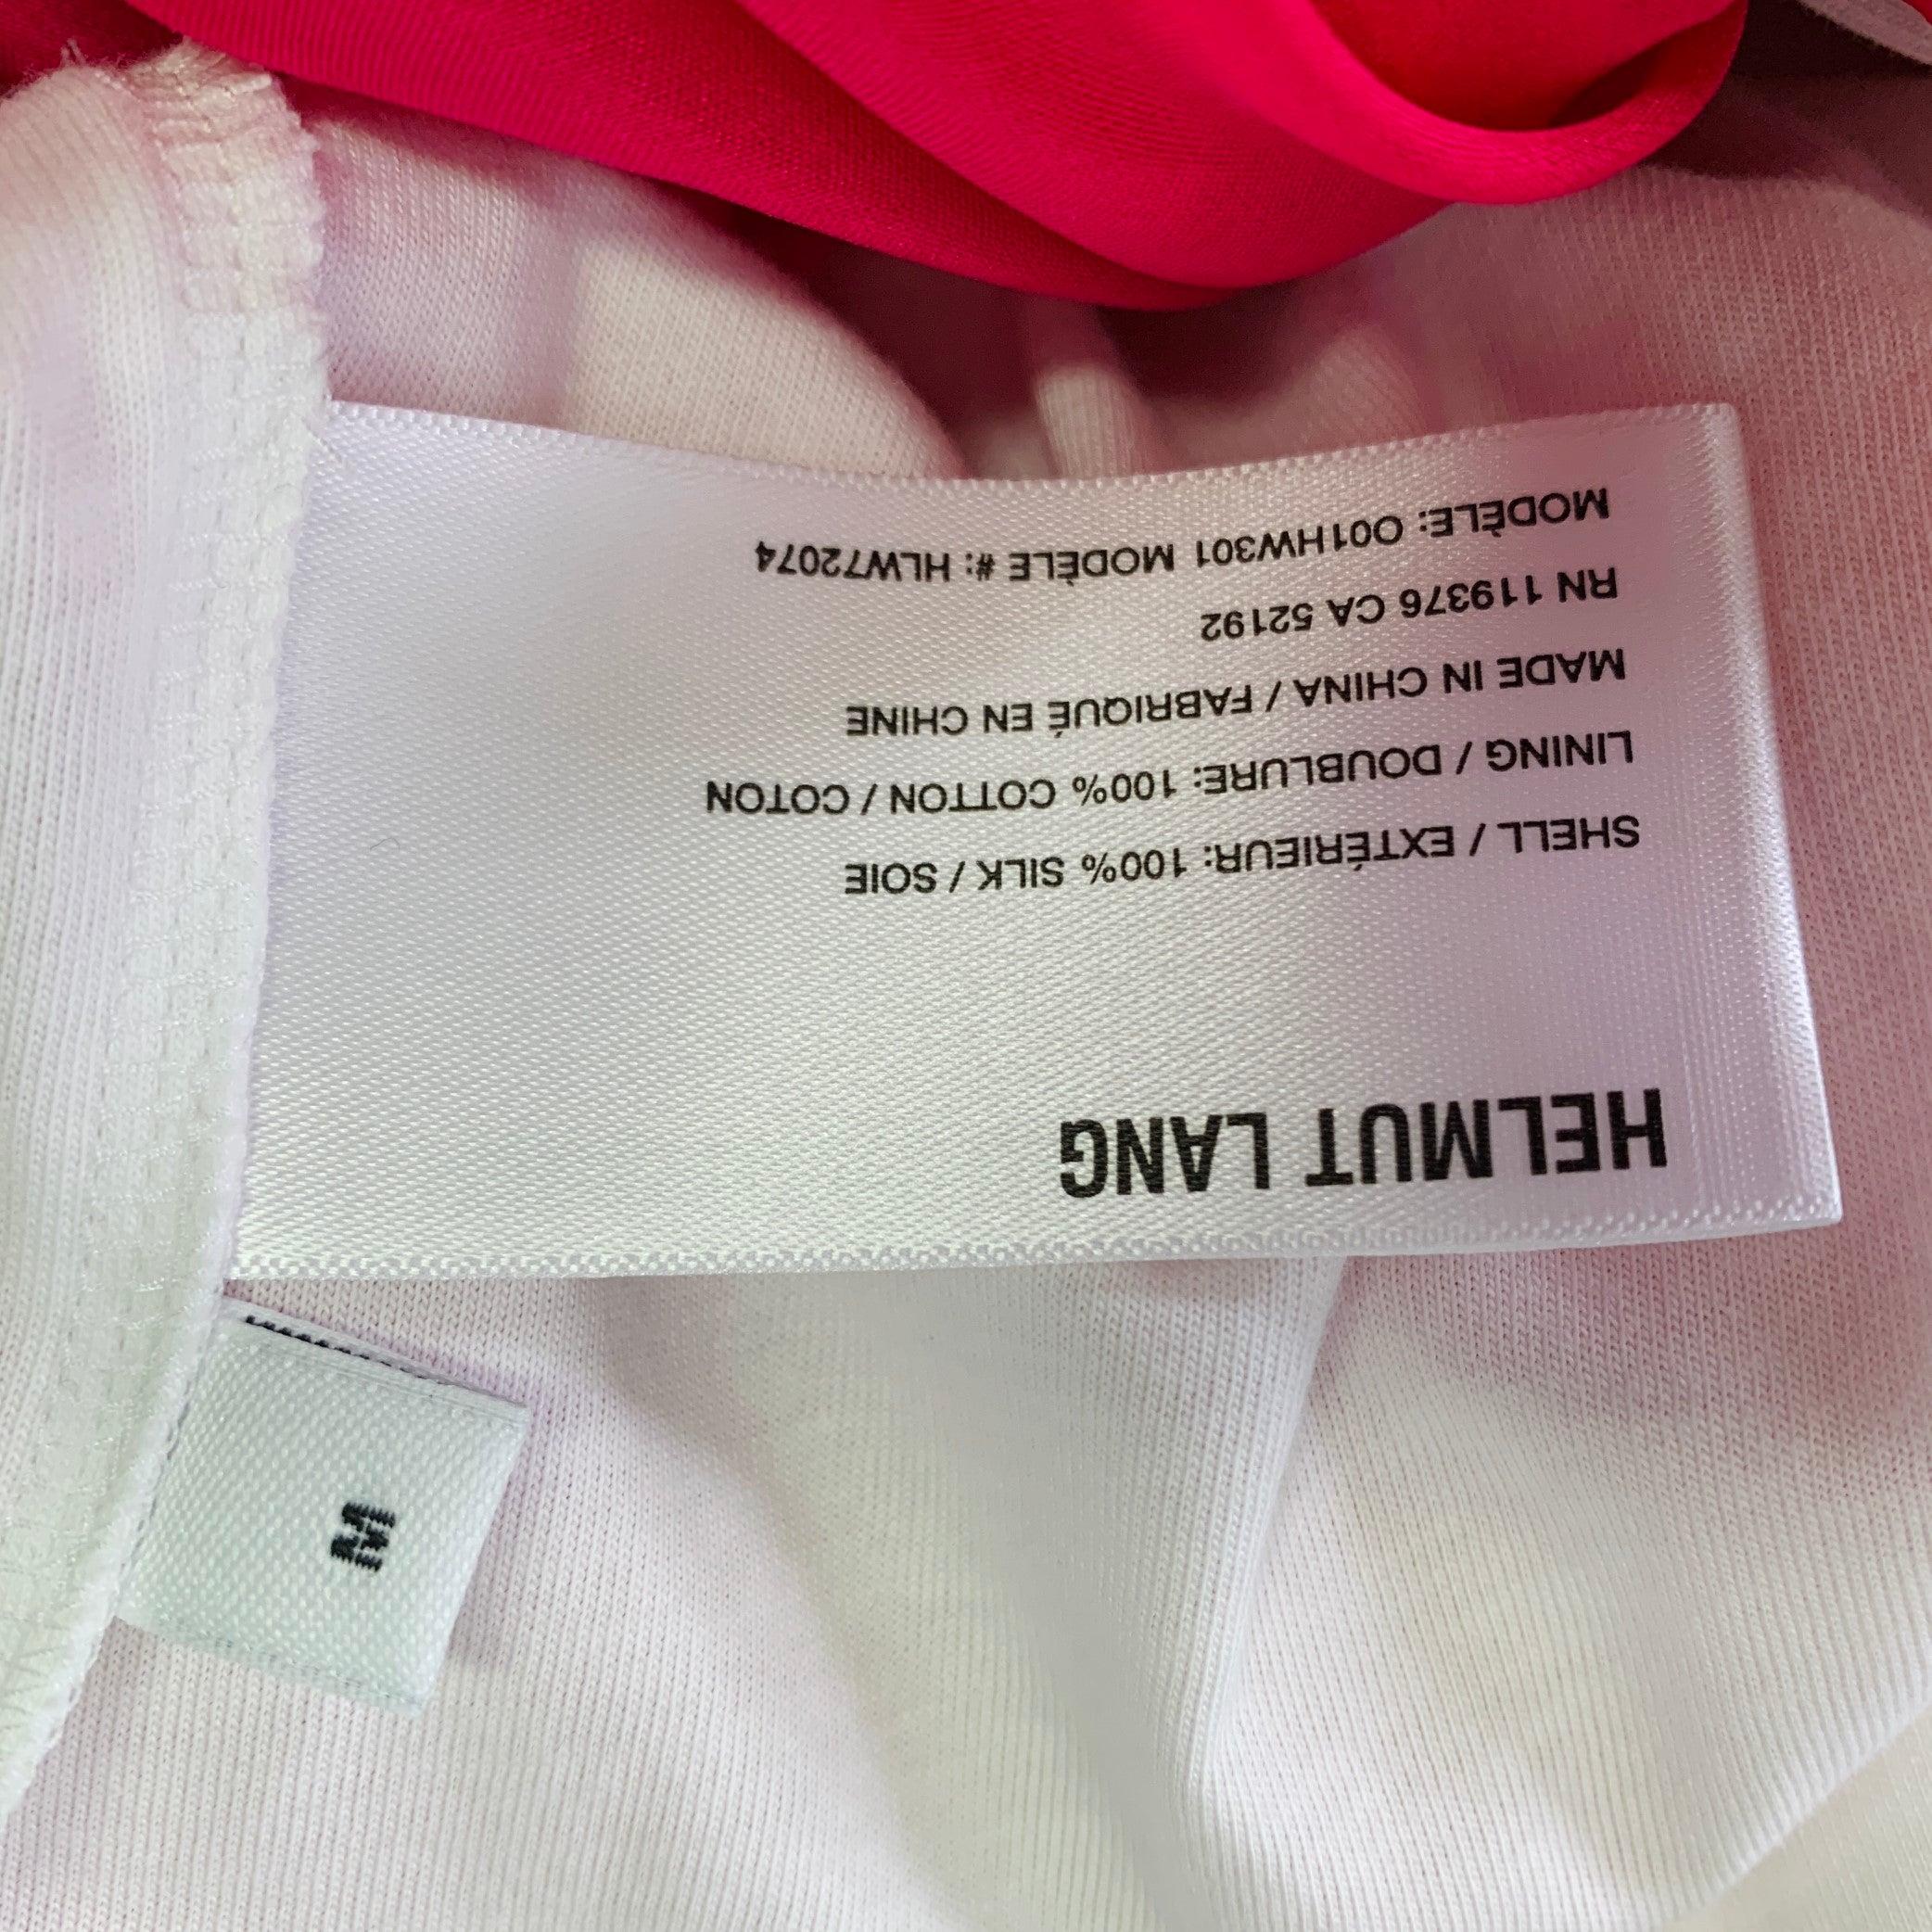 HELMUT LANG
SHELL / EXTÉRIEUR: 100% SILK / SOIE
LINING / DOUBLURE: 100% COTTON / COTON
MADE IN CHINA / FABRIQUÉ EN CHINE
RN 119376 CA 52192
MODÈLE: O01HW301 MODÈLE #: HLW72074
M